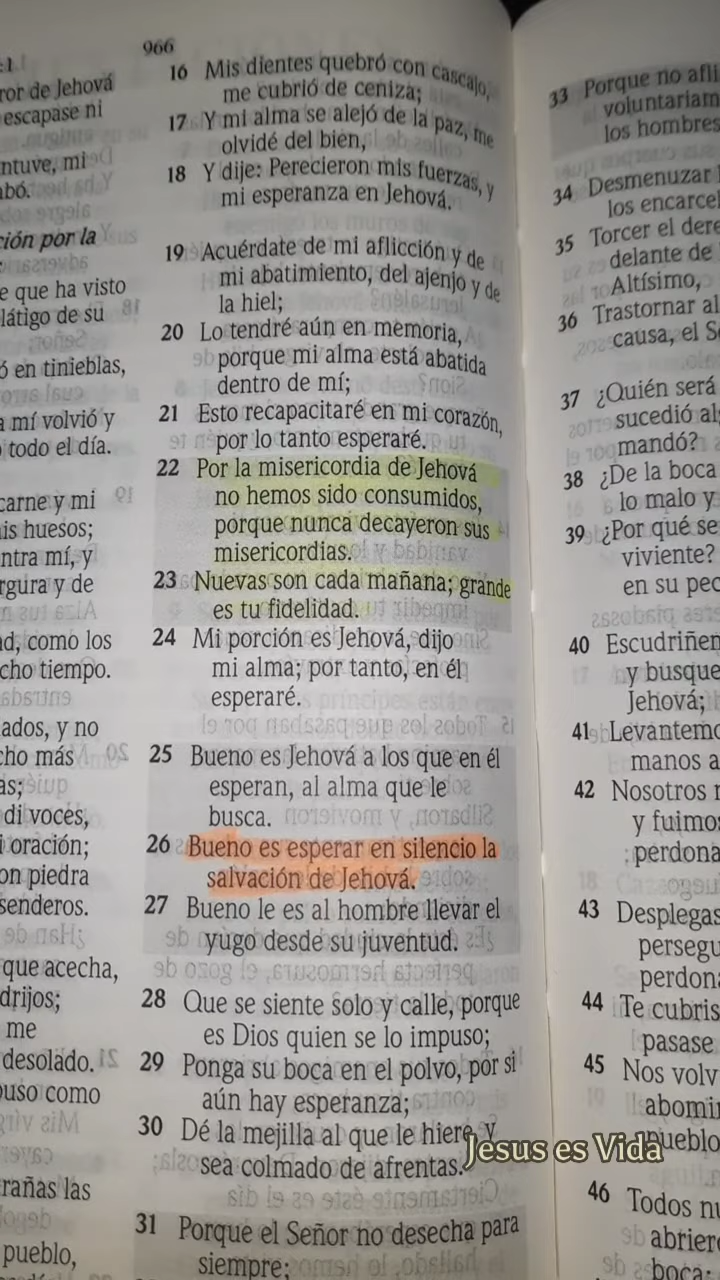 966
:1
ror de Jehová
escapase ni
ntuve, mi
abó.
ción por la
e que ha visto
látigo de su
ó en tinieblas,
a mí volvió y
todo el día.
carne y mi
is huesos;
ntra mí, y
rgura y de
ad, como los
cho tiempo.
ados, y no
cho más
as;
di voces,
i oración;
on piedra
senderos.
que acecha,
drijos;
me
desolado.
puso como
rañas las
pueblo,
16 Mis dientes quebró con cascajo,
me cubrió de ceniza;
17 Y mi alma se alejó de la paz, me
olvidé del bien,
18 Y dije: Perecieron mis fuerzas, y
mi esperanza en Jehová.
19 Acuérdate de mi aflicción y de
mi abatimiento, del ajenjo y de
la hiel;
20 Lo tendré aún en memoria,
porque mi alma está abatida
dentro de mí;
21 Esto recapacitaré en mi corazón,
por lo tanto esperaré.
22 Por la misericordia de Jehová
no hemos sido consumidos,
porque nunca decayeron sus
misericordias.
23 Nuevas son cada mañana; grande
es tu fidelidad.
24 Mi porción es Jehová, dijo
mi alma; por tanto, en él
esperaré.
25 Bueno es Jehová a los que en él
esperan, al alma que le
busca.
26 Bueno es esperar en silencio la
salvación de Jehová.
27 Bueno le es al hombre llevar el
yugo desde su juventud.
28 Que se siente solo y calle, porque
es Dios quien se lo impuso;
29 Ponga su boca en el polvo, por si
aún hay esperanza;
30 Dé la mejilla al que le hiere, y
sea colmado de afrentas.
31 Porque el Señor no desecha para
siempre;
33 Porque no afli
voluntariam
los hombres
34 Desmenuzar
los encarcel
35 Torcer el dere
delante de
Altísimo,
36 Trastornar al
causa, el S
37 ¿Quién será
sucedió al
mandó?
38 ¿De la boca
lo malo y
39 ¿Por qué se
viviente?
en su pec
40 Escudriñen
y busque
Jehová;
41 Levantemo
manos a
42 Nosotros
y fuimo
perdona
43 Desplegas
persegu
perdona
44 Te cubris
pasase
45 Nos volv
abomi
pueblo
46 Todos nu
abrier
boca;
Jesus es Vida